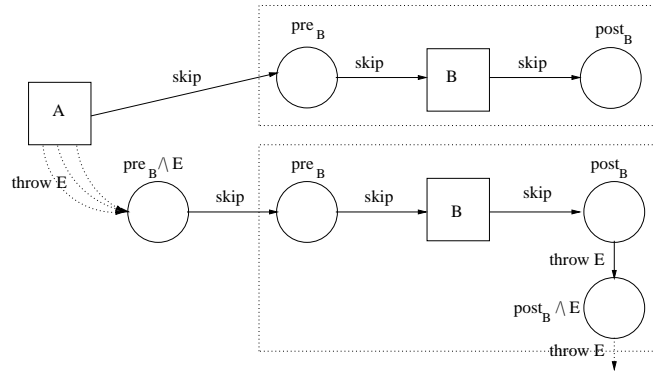 pre_B
post_B
skip
skip
B
skip
A
throw E
pre_B /\ E
pre_B
post_B
skip
skip
B
skip
throw E
post_B /\ E
throw E